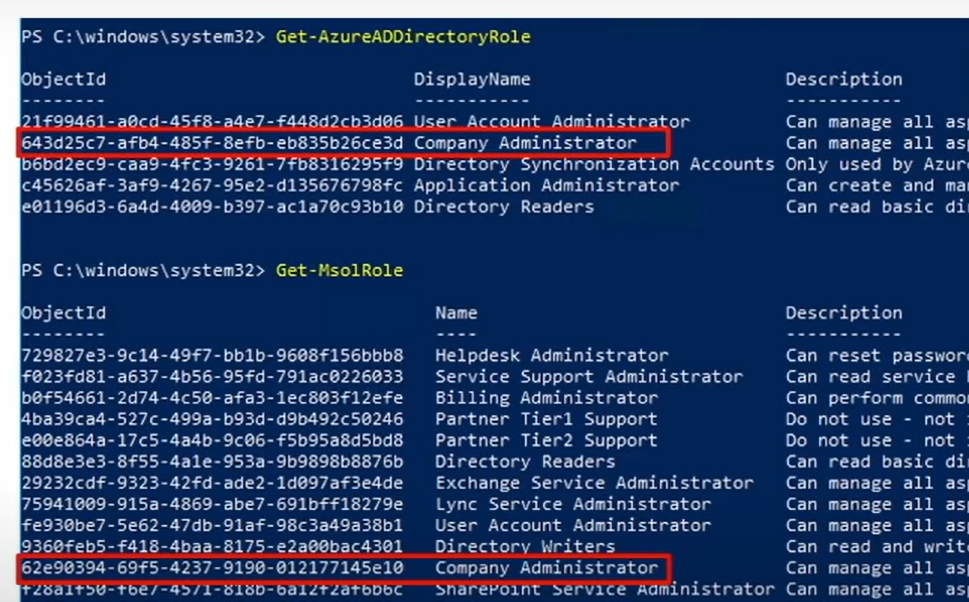 PS C:\windows\system32> Get-AzureADDirectoryRole
ObjectId DisplayName Description
-------- ----------- -----------
21f99461-a0cd-45f8-a4e7-f448d2cb3d06 User Account Administrator Can manage all asp
643d25c7-afb4-485f-8efb-eb835b26ce3d Company Administrator Can manage all asp
b6bd2ec9-caa9-4fc3-9261-7fb8316295f9 Directory Synchronization Accounts Only used by Azure
c45626af-3af9-4267-95e2-d135676798fc Application Administrator Can create and man
e01196d3-6a4d-4009-b397-ac1a70c93b10 Directory Readers Can read basic di
PS C:\windows\system32> Get-MsolRole
ObjectId Name Description
-------- ---- -----------
729827e3-9c14-49f7-bb1b-9608f156bbb8 Helpdesk Administrator Can reset password
f023fd81-a637-4b56-95fd-791ac0226033 Service Support Administrator Can read service
b0f54661-2d74-4c50-afa3-1ec803f12efe Billing Administrator Can perform common
4ba39ca4-527c-499a-b93d-d9b492c50246 Partner Tier1 Support Do not use - not
e00e864a-17c5-4a4b-9c06-f5b95a8d5bd8 Partner Tier2 Support Do not use - not
88d8e3e3-8f55-4a1e-953a-9b9898b8876b Directory Readers Can read basic di
29232cdf-9323-42fd-ade2-1d097af3e4de Exchange Service Administrator Can manage all asp
75941009-915a-4869-abe7-691bff18279e Lync Service Administrator Can manage all asp
fe930be7-5e62-47db-91af-98c3a49a38b1 User Account Administrator Can manage all asp
9360feb5-f418-4baa-8175-e2a00bac4301 Directory Writers Can read and write
62e90394-69f5-4237-9190-012177145e10 Company Administrator Can manage all asp
f28a1f50-f6e7-4571-818b-6a12f2af6b6c SharePoint Service Administrator Can manage all asp